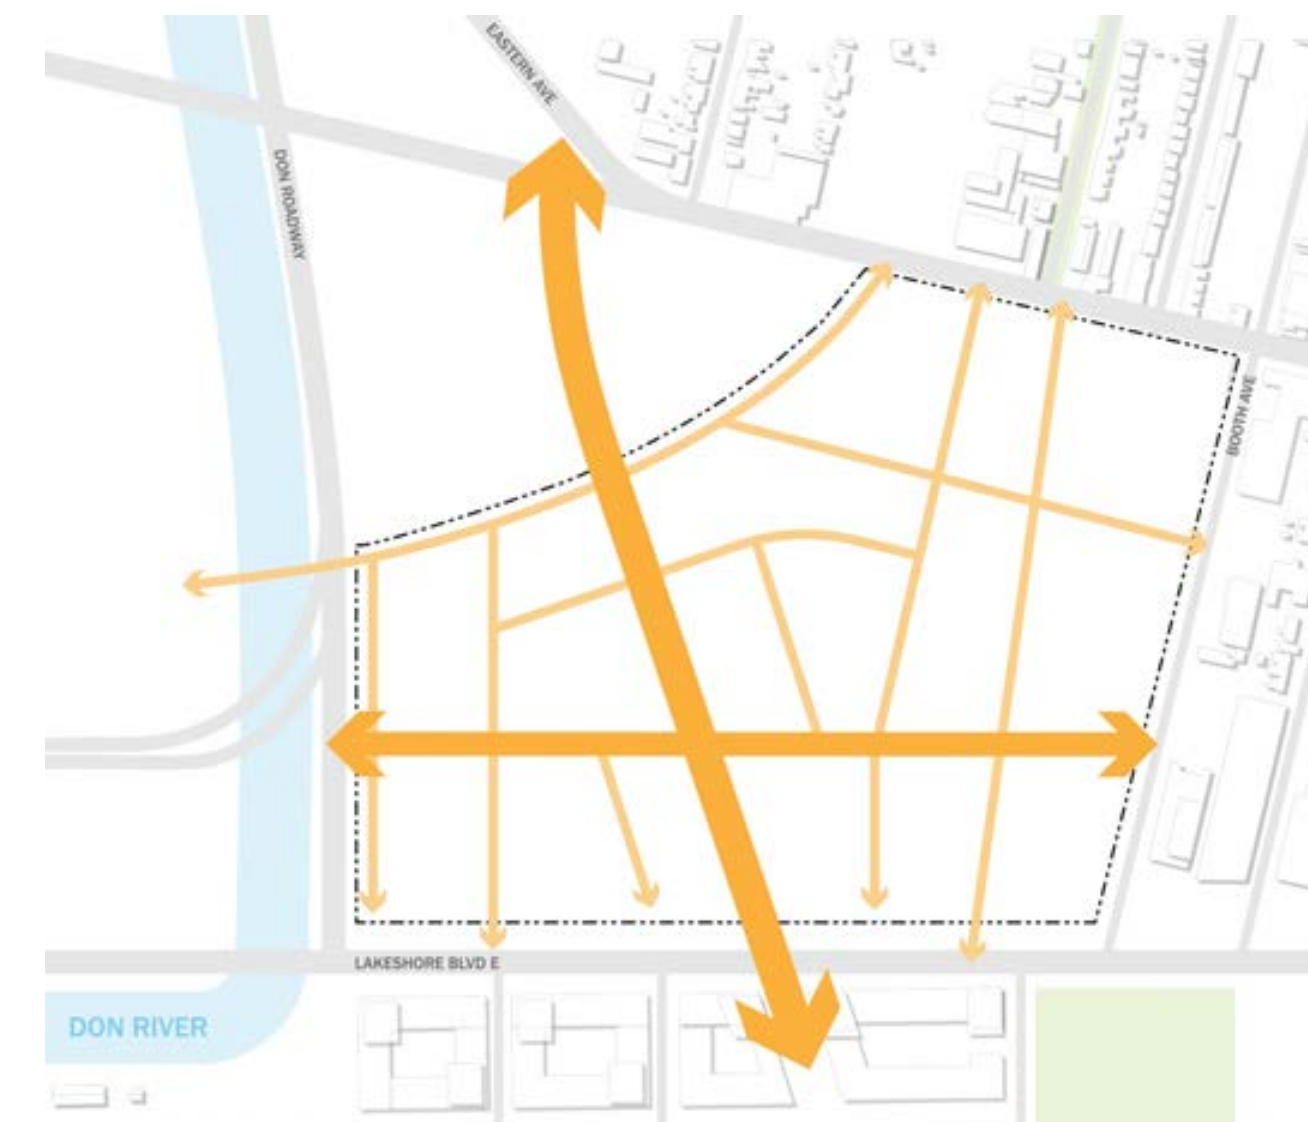 EASTERN AVE
DON ROADWAY
BOOTH AVE
LAKESHORE BLVD E
DON RIVER